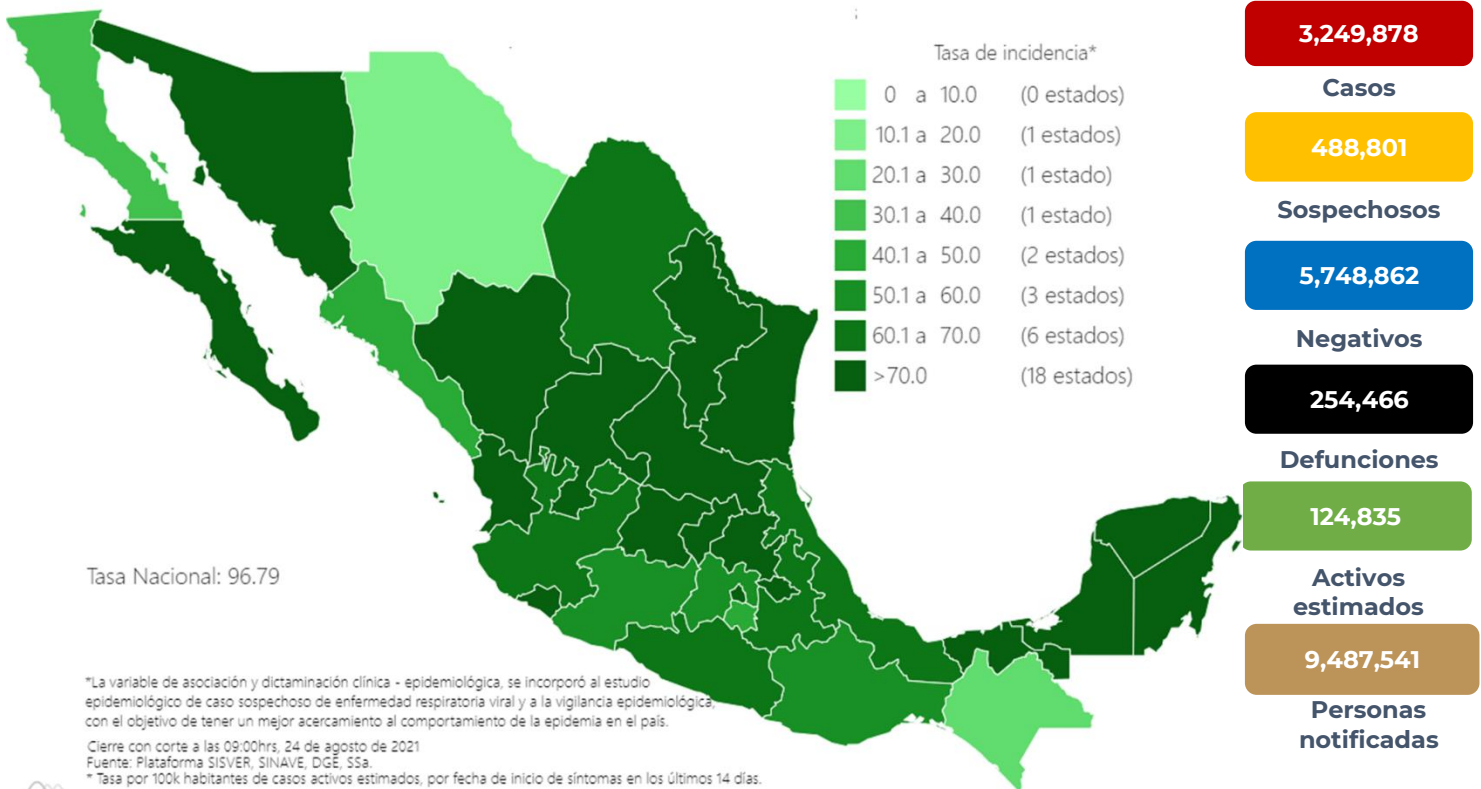 Tasa de incidencia*
0 a 10.0 (0 estados)
10.1 a 20.0 (1 estados)
20.1 a 30.0 (1 estado)
30.1 a 40.0 (1 estado)
40.1 a 50.0 (2 estados)
50.1 a 60.0 (3 estados)
60.1 a 70.0 (6 estados)
>70.0 (18 estados)
3,249,878
Casos
488,801
Sospechosos
5,748,862
Negativos
254,466
Defunciones
124,835
Activos
estimados
9,487,541
Personas
notificadas
Tasa Nacional: 96.79
*La variable de asociación y dictaminación clínica - epidemiológica, se incorporó al estudio
epidemiológico de caso sospechoso de enfermedad respiratoria viral y a la vigilancia epidemiológica,
con el objetivo de tener un mejor acercamiento al comportamiento de la epidemia en el país.
Cierre con corte a las 09:00hrs, 24 de agosto de 2021
Fuente: Plataforma SISVER, SINAVE, DGE, SSa.
* Tasa por 100k habitantes de casos activos estimados, por fecha de inicio de síntomas en los últimos 14 días.